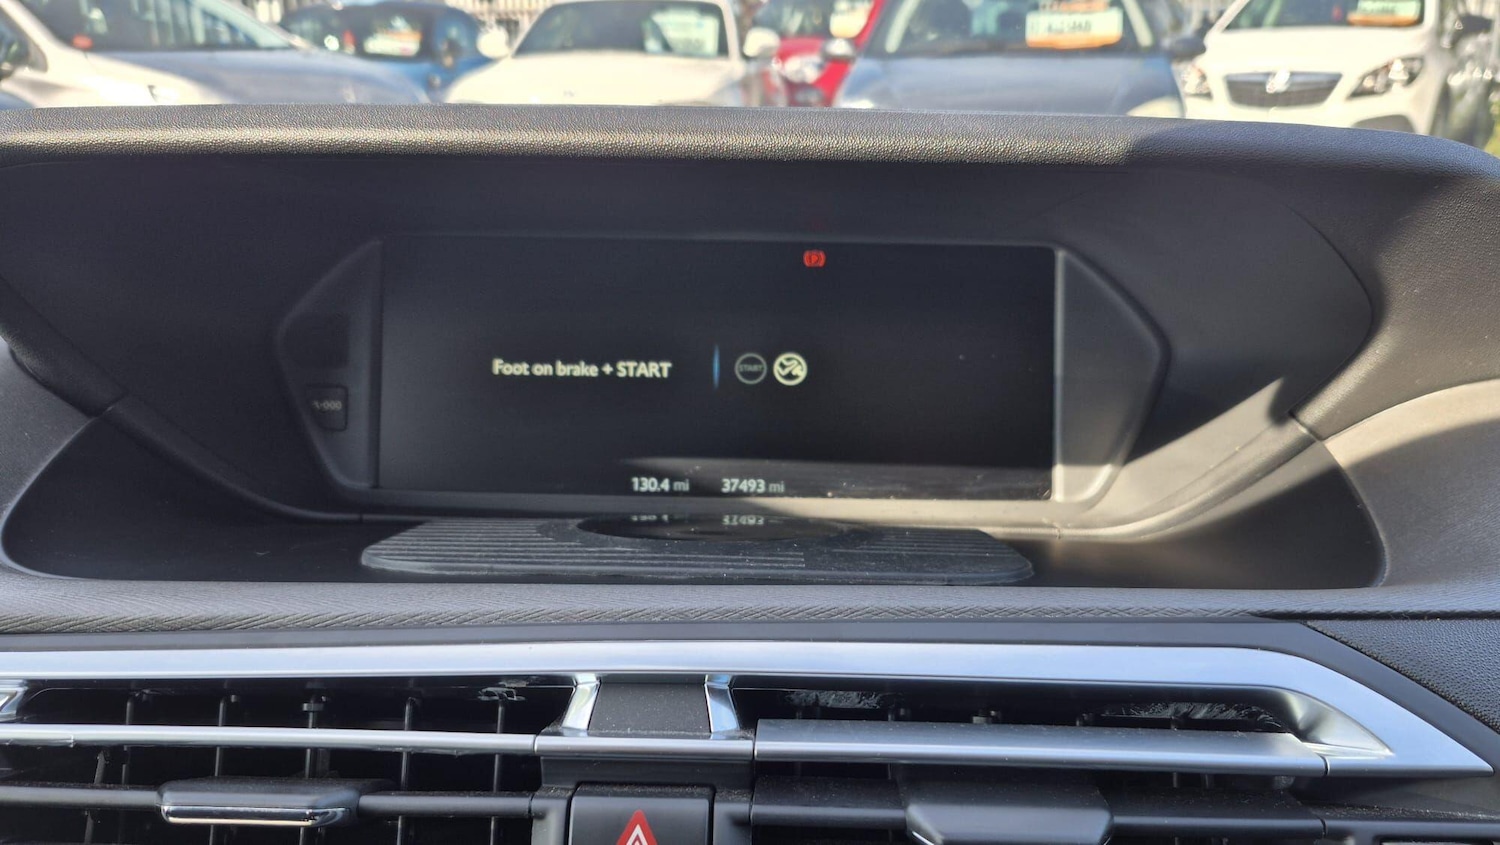 Foot on brake + START
START
130.4 mi 37493 mi